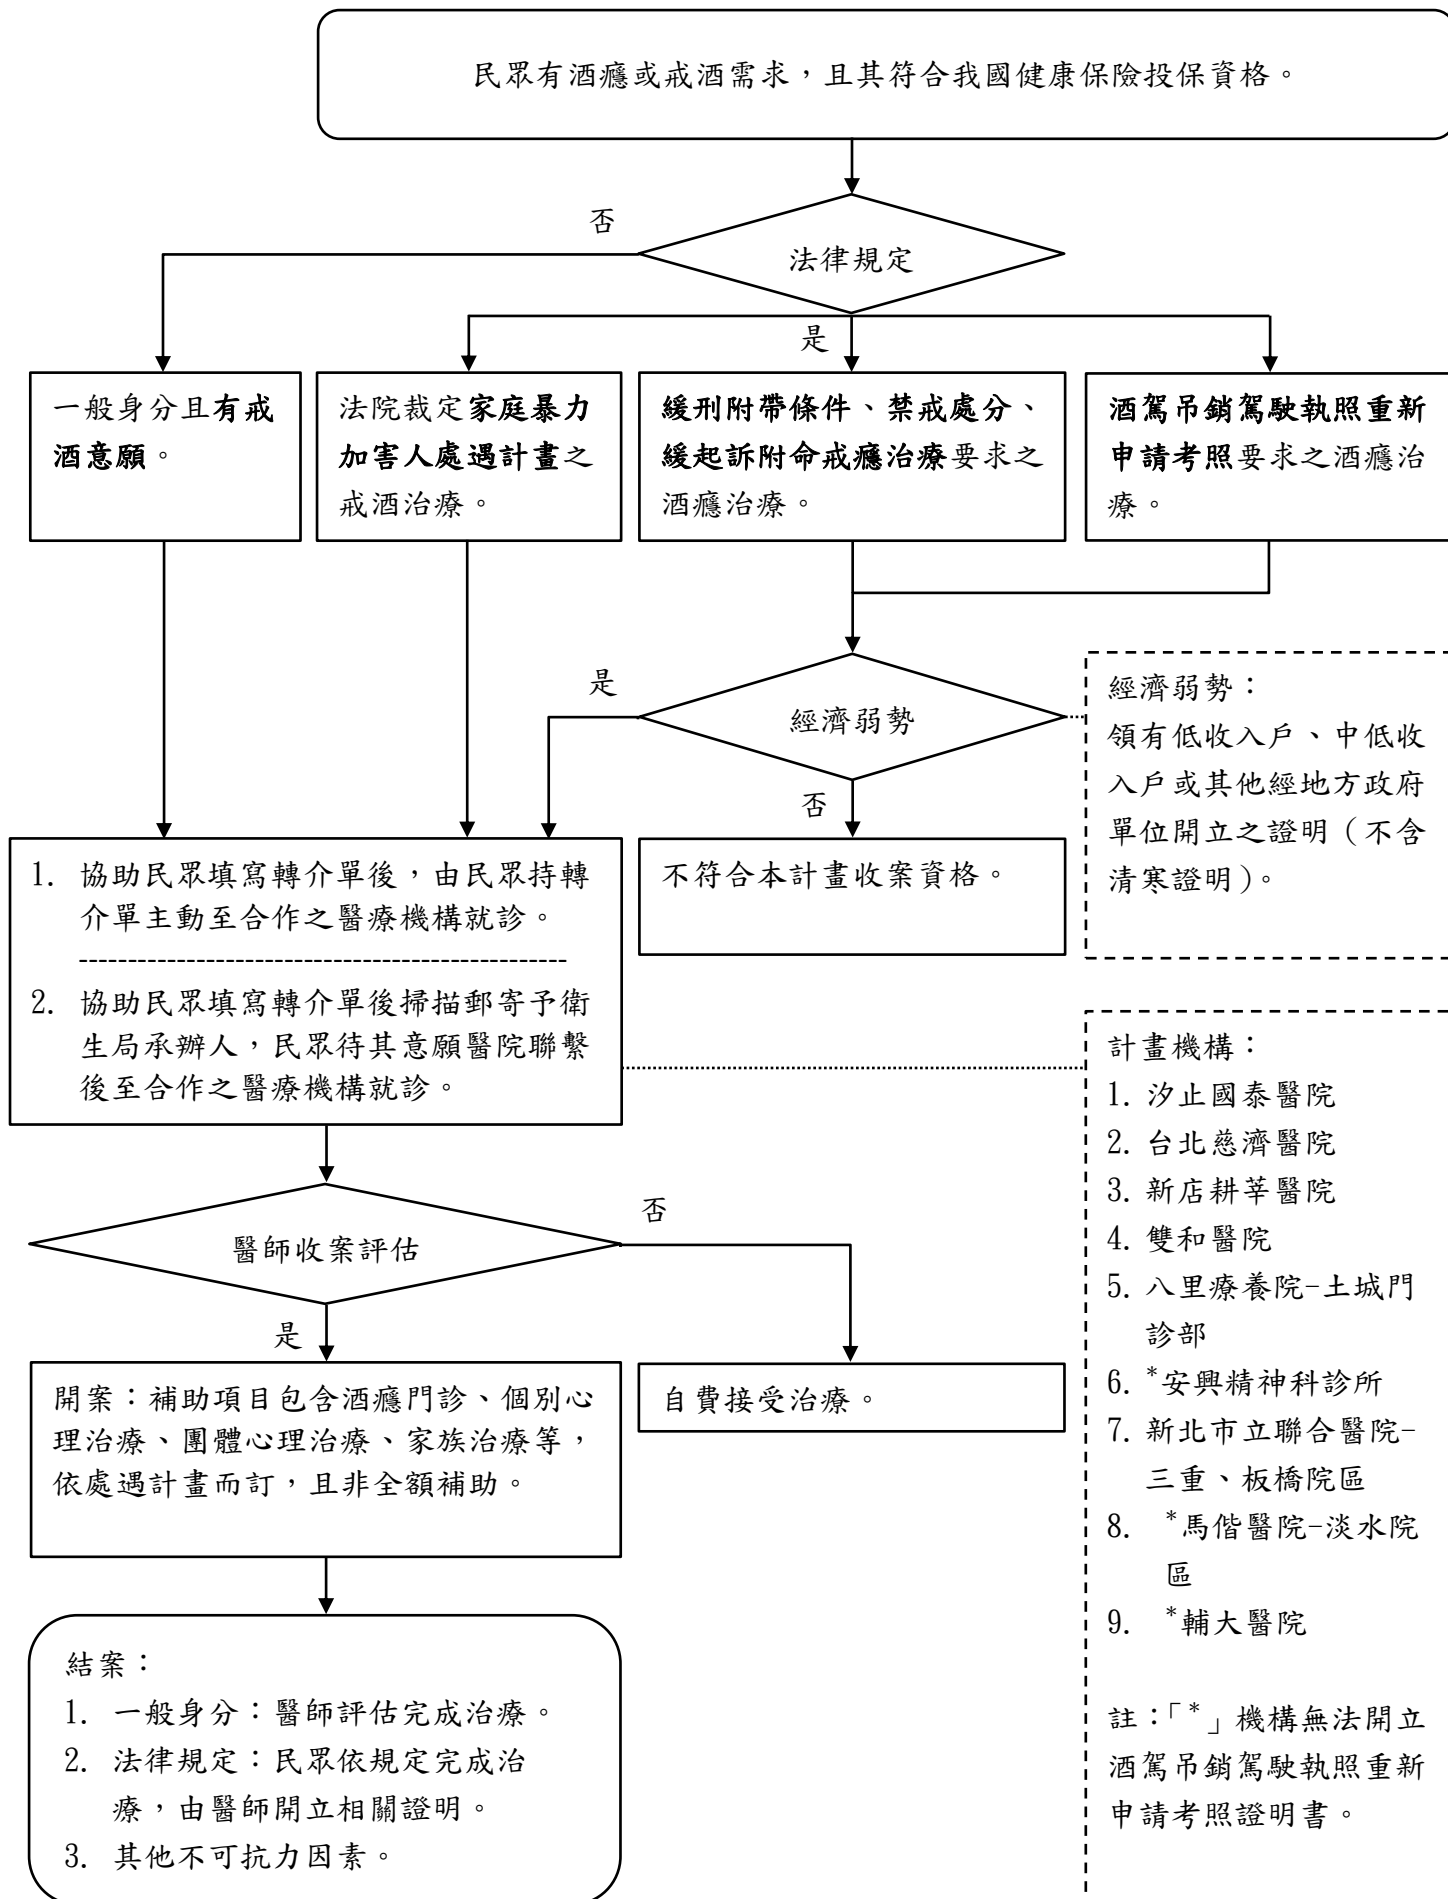 民眾有酒癮或戒酒需求，且其符合我國健康保險投保資格。
否
法律規定
是
一般身分且有戒
酒意願。
法院裁定家庭暴力
加害人處遇計畫之
戒酒治療。
緩刑附帶條件、禁戒處分、
緩起訴附命戒癮治療要求之
酒癮治療。
酒駕吊銷駕駛執照重新
申請考照要求之酒癮治
療。
是
經濟弱勢
否
經濟弱勢：
領有低收入戶、中低收
入戶或其他經地方政府
單位開立之證明（不含
清寒證明）。
1. 協助民眾填寫轉介單後，由民眾持轉
介單主動至合作之醫療機構就診。
--------------------------------------------------
2. 協助民眾填寫轉介單後掃描郵寄予衛
生局承辦人，民眾待其意願醫院聯繫
後至合作之醫療機構就診。
不符合本計畫收案資格。
計畫機構：
1. 汐止國泰醫院
2. 台北慈濟醫院
3. 新店耕莘醫院
4. 雙和醫院
5. 八里療養院-土城門
診部
6. *安興精神科診所
7. 新北市立聯合醫院-
三重、板橋院區
8. *馬偕醫院-淡水院
區
9. *輔大醫院
註：「*」機構無法開立
酒駕吊銷駕駛執照重新
申請考照證明書。
醫師收案評估
否
是
開案：補助項目包含酒癮門診、個別心
理治療、團體心理治療、家族治療等，
依處遇計畫而訂，且非全額補助。
自費接受治療。
結案：
1. 一般身分：醫師評估完成治療。
2. 法律規定：民眾依規定完成治
療，由醫師開立相關證明。
3. 其他不可抗力因素。